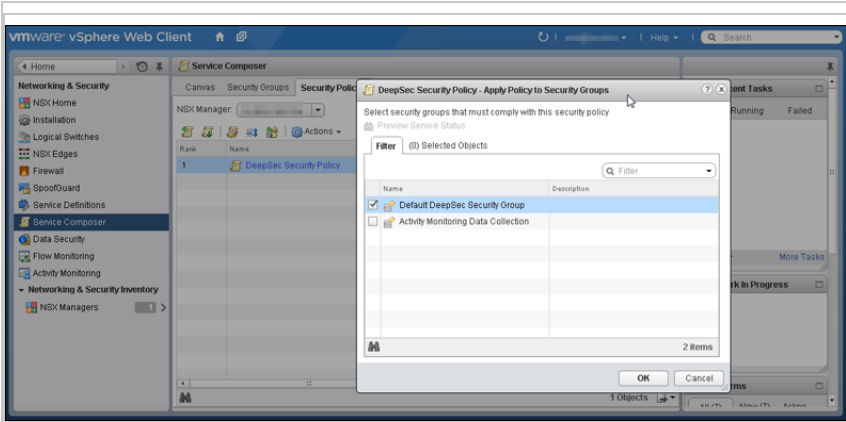 vmware® vSphere Web Client
Help
Search
Home
Networking & Security
NSX Home
Installation
Logical Switches
NSX Edges
Firewall
SpoofGuard
Service Definitions
Service Composer
Data Security
Flow Monitoring
Activity Monitoring
Networking & Security Inventory
NSX Managers 1
Service Composer
Canvas Security Groups Security Polic
NSX Manager:
Actions
Rank Name
1 DeepSec Security Policy
1 Objects
DeepSec Security Policy - Apply Policy to Security Groups
Select security groups that must comply with this security policy
Preview Service Status
Filter (0) Selected Objects
Filter
Name Description
Default DeepSec Security Group
Activity Monitoring Data Collection
2 items
OK Cancel
ent Tasks
Running Failed
More Tasks
rk In Progress
rms